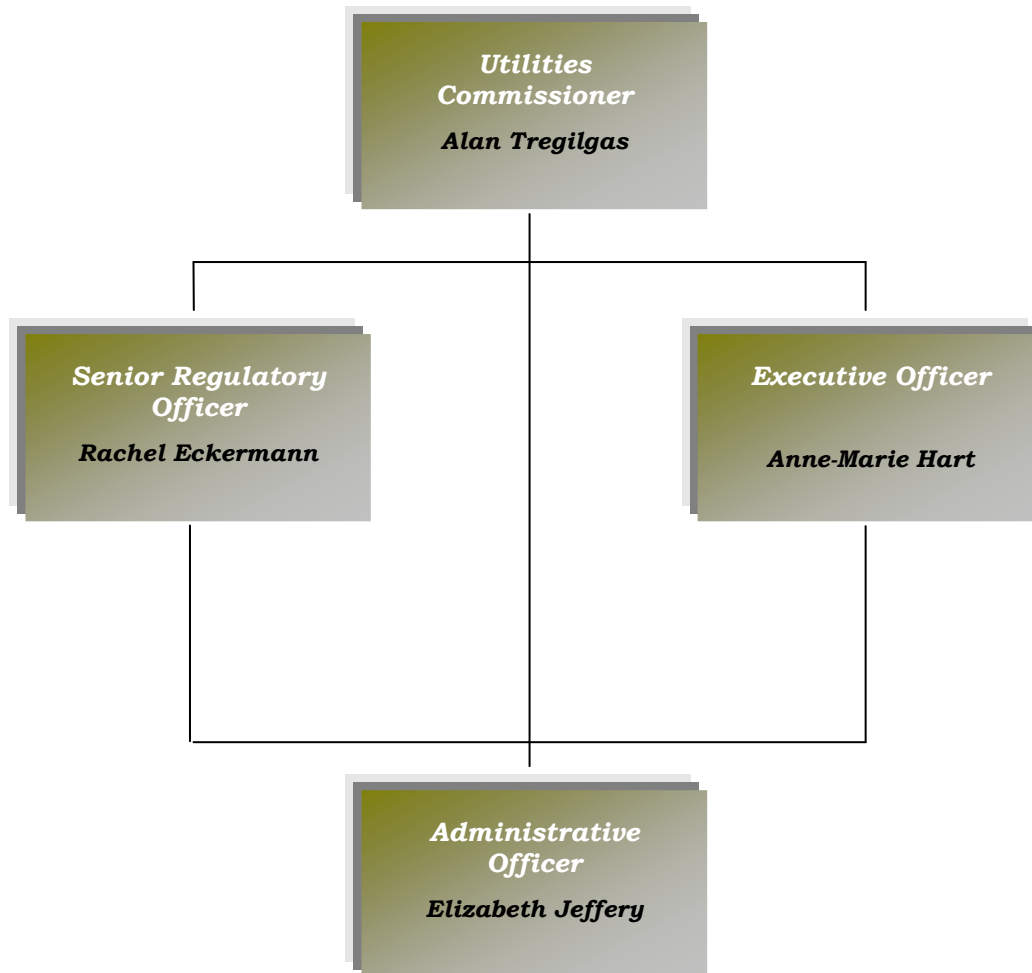 Utilities
Commissioner
Alan Tregilgas
Senior Regulatory
Officer
Rachel Eckermann
Executive Officer
Anne-Marie Hart
Administrative
Officer
Elizabeth Jeffery